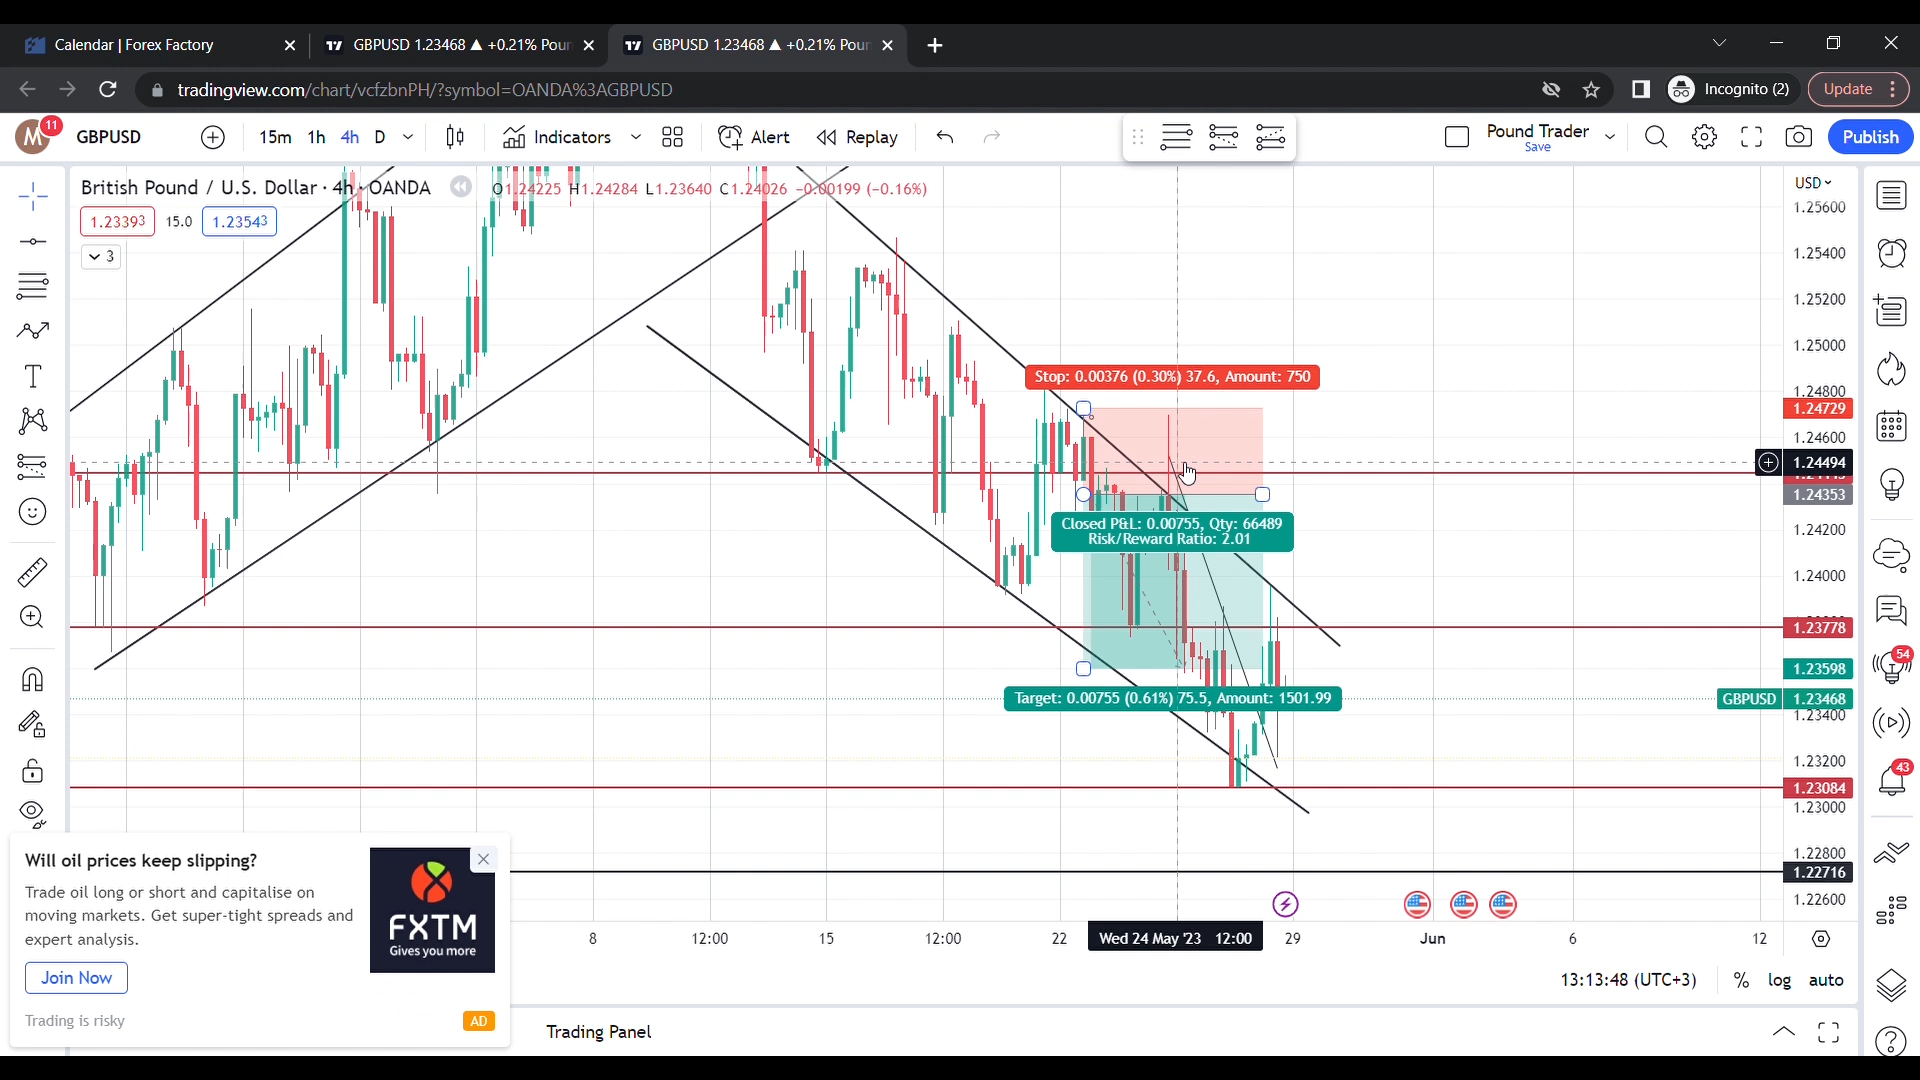 Calendar | Forex Factory
GBPUSD 1.23468 ▲ +0.21% Poun
GBPUSD 1.23468 ▲ +0.21% Poun
tradingview.com/chart/vcfzbnPH/?symbol=OANDA%3AGBPUSD
Incognito (2)
Update
M
11
GBPUSD
15m 1h 4h D
Indicators
Alert
Replay
Pound Trader
Save
Publish
British Pound / U.S. Dollar · 4h · OANDA
O1.24225 H1.24284 L1.23640 C1.24026 −0.00199 (−0.16%)
1.23393 15.0 1.23543
3
USD
1.25600
1.25400
1.25200
1.25000
Stop: 0.00376 (0.30%) 37.6, Amount: 750
1.24800
1.24729
1.24600
1.24494
1.24353
Closed P&L: 0.00755, Qty: 66489
Risk/Reward Ratio: 2.01
1.24200
1.24000
1.23778
1.23598
54
Target: 0.00755 (0.61%) 75.5, Amount: 1501.99
GBPUSD 1.23468
1.23400
1.23200
43
1.23084
1.23000
1.22800
1.22716
1.22600
8 12:00 15 12:00 22 Wed 24 May '23 12:00 29 Jun 6 12
13:13:48 (UTC+3) % log auto
Will oil prices keep slipping?
Trade oil long or short and capitalise on
moving markets. Get super-tight spreads and
expert analysis.
Join Now
Trading is risky
AD
FXTM
Gives you more
Trading Panel